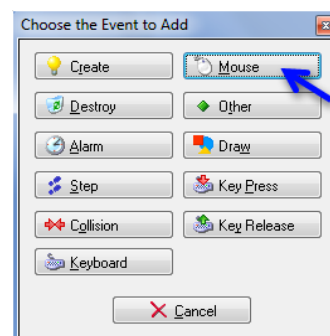 Choose the Event to Add
Create
Mouse
Destroy
Other
Alarm
Draw
Step
Key Press
Collision
Key Release
Keyboard
Cancel